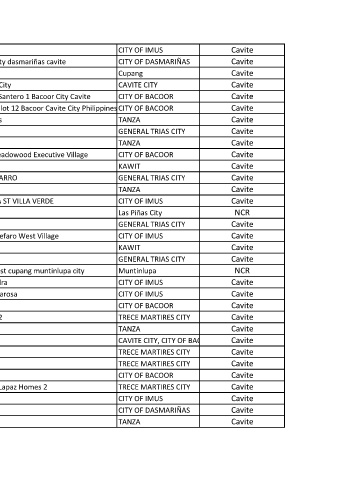 CITY OF IMUS Cavite
ty dasmariñas cavite CITY OF DASMARIÑAS Cavite
Cupang Cavite
City CAVITE CITY Cavite
Santero 1 Bacoor City Cavite CITY OF BACOOR Cavite
lot 12 Bacoor Cavite City Philippines CITY OF BACOOR Cavite
s TANZA Cavite
GENERAL TRIAS CITY Cavite
TANZA Cavite
eadowood Executive Village CITY OF BACOOR Cavite
KAWIT Cavite
ARRO GENERAL TRIAS CITY Cavite
TANZA Cavite
ST VILLA VERDE CITY OF IMUS Cavite
Las Piñas City NCR
GENERAL TRIAS CITY Cavite
efaro West Village CITY OF IMUS Cavite
KAWIT Cavite
GENERAL TRIAS CITY Cavite
st cupang muntinlupa city Muntinlupa NCR
dra CITY OF IMUS Cavite
arosa CITY OF IMUS Cavite
CITY OF BACOOR Cavite
2 TRECE MARTIRES CITY Cavite
TANZA Cavite
CAVITE CITY, CITY OF BAC Cavite
TRECE MARTIRES CITY Cavite
TRECE MARTIRES CITY Cavite
CITY OF BACOOR Cavite
Lapaz Homes 2 TRECE MARTIRES CITY Cavite
CITY OF IMUS Cavite
CITY OF DASMARIÑAS Cavite
TANZA Cavite